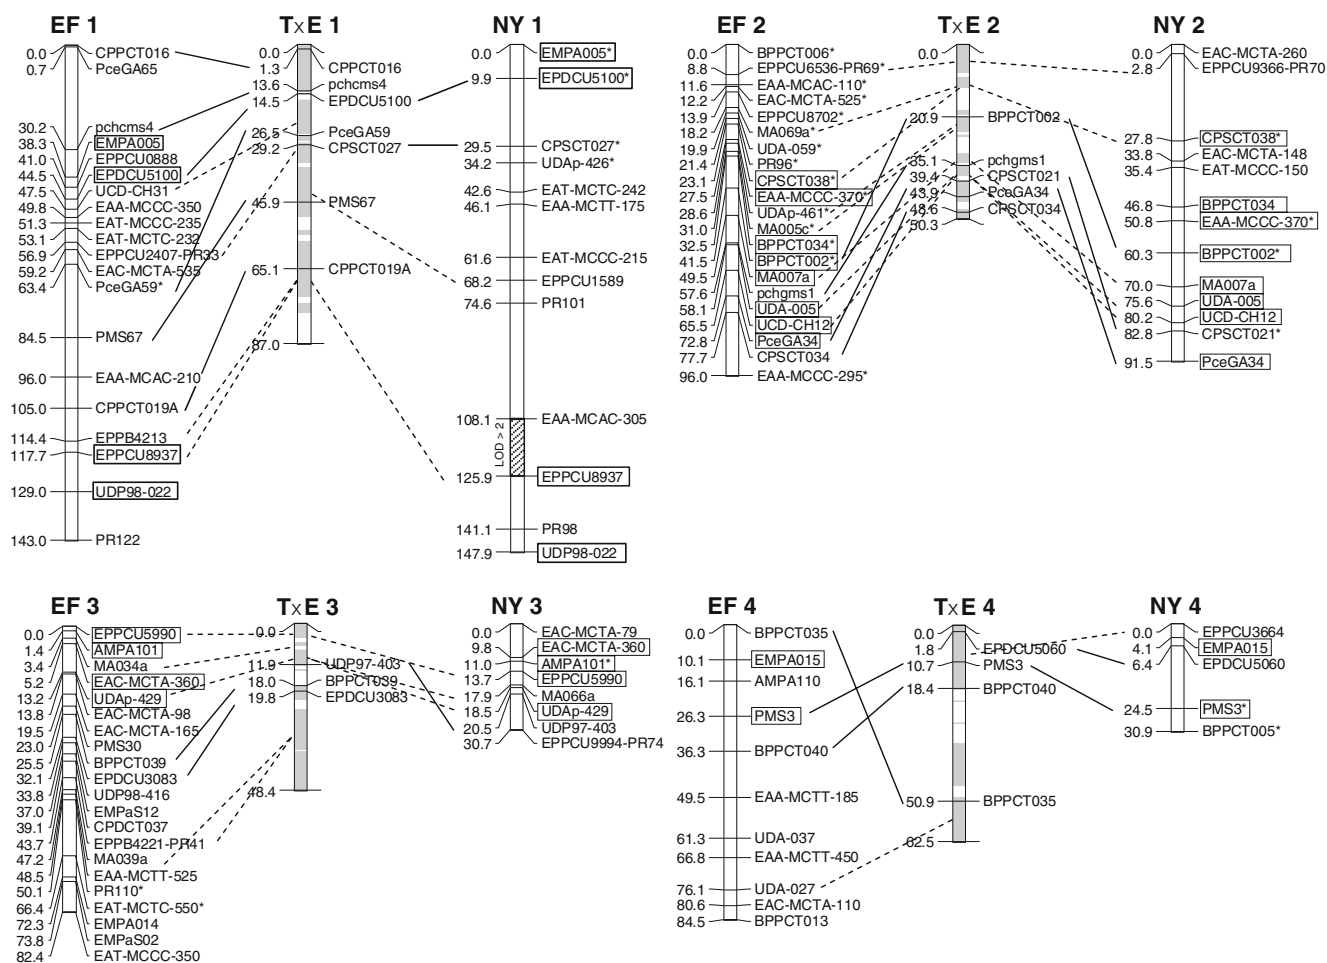 EF 1
T×E 1
NY 1
0.0 CPPCT016
0.7 PceGA65
30.2 pchcms4
38.3 EMPA005
41.0 EPPCU0888
44.5 EPDCU5100
47.5 UCD-CH31
49.8 EAA-MCCC-350
51.3 EAT-MCCC-235
53.1 EAT-MCTC-232
56.9 EPPCU2407-PR33
59.2 EAC-MCTA-535
63.4 PceGA59*
84.5 PMS67
96.0 EAA-MCAC-210
105.0 CPPCT019A
114.4 EPPB4213
117.7 EPPCU8937
129.0 UDP98-022
143.0 PR122
0.0
1.3 CPPCT016
13.6 pchcms4
14.5 EPDCU5100
26.5 PceGA59
29.2 CPSCT027
45.9 PMS67
65.1 CPPCT019A
87.0
0.0 EMPA005*
9.9 EPDCU5100*
29.5 CPSCT027*
34.2 UDAp-426*
42.6 EAT-MCTC-242
46.1 EAA-MCTT-175
61.6 EAT-MCCC-215
68.2 EPPCU1589
74.6 PR101
108.1 EAA-MCAC-305
LOD > 2
125.9 EPPCU8937
141.1 PR98
147.9 UDP98-022
EF 2
T×E 2
NY 2
0.0 BPPCT006*
8.8 EPPCU6536-PR69*
11.6 EAA-MCAC-110*
12.2 EAC-MCTA-525*
13.9 EPPCU8702*
18.2 MA069a*
19.9 UDA-059*
21.4 PR96*
23.1 CPSCT038*
27.5 EAA-MCCC-370*
28.6 UDAp-461*
31.0 MA005c*
32.5 BPPCT034*
41.5 BPPCT002*
49.5 MA007a
57.6 pchgms1
58.1 UDA-005
65.5 UCD-CH12
72.8 PceGA34
77.7 CPSCT034
96.0 EAA-MCCC-295*
0.0
20.9 BPPCT002
35.1 pchgms1
39.4 CPSCT021
43.9 PceGA34
48.6 CPSCT034
50.3
0.0 EAC-MCTA-260
2.8 EPPCU9366-PR70
27.8 CPSCT038*
33.8 EAC-MCTA-148
35.4 EAT-MCCC-150
46.8 BPPCT034
50.8 EAA-MCCC-370*
60.3 BPPCT002*
70.0 MA007a
75.6 UDA-005
80.2 UCD-CH12
82.8 CPSCT021*
91.5 PceGA34
EF 3
T×E 3
NY 3
0.0 EPPCU5990
1.4 AMPA101
3.4 MA034a
5.2 EAC-MCTA-360
13.2 UDAp-429
13.8 EAC-MCTA-98
19.5 EAC-MCTA-165
23.0 PMS30
25.5 BPPCT039
32.1 EPDCU3083
33.8 UDP98-416
37.0 EMPaS12
39.1 CPDCT037
43.7 EPPB4221-PR41
47.2 MA039a
48.5 EAA-MCTT-525
50.1 PR110*
66.4 EAT-MCTC-550*
72.3 EMPA014
73.8 EMPaS02
82.4 EAT-MCCC-350
0.0
11.9 UDP97-403
18.0 BPPCT039
19.8 EPDCU3083
48.4
0.0 EAC-MCTA-79
9.8 EAC-MCTA-360
11.0 AMPA101*
13.7 EPPCU5990
17.9 MA066a
18.5 UDAp-429
20.5 UDP97-403
30.7 EPPCU9994-PR74
EF 4
T×E 4
NY 4
0.0 BPPCT035
10.1 EMPA015
16.1 AMPA110
26.3 PMS3
36.3 BPPCT040
49.5 EAA-MCTT-185
61.3 UDA-037
66.8 EAA-MCTT-450
76.1 UDA-027
80.6 EAC-MCTA-110
84.5 BPPCT013
0.0
1.8 EPDCU5060
10.7 PMS3
18.4 BPPCT040
50.9 BPPCT035
62.5
0.0 EPPCU3664
4.1 EMPA015
6.4 EPDCU5060
24.5 PMS3*
30.9 BPPCT005*